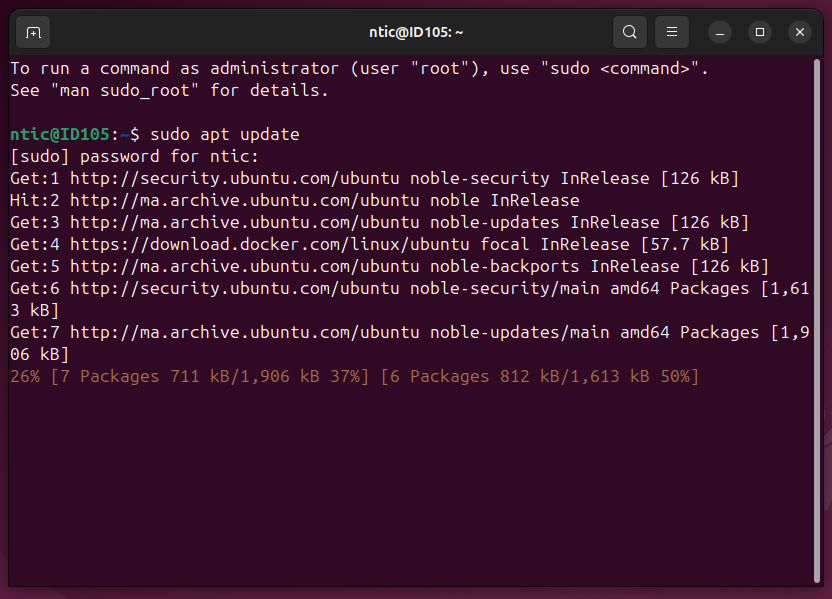 ntic@ID105: ~
To run a command as administrator (user "root"), use "sudo <command>".
See "man sudo_root" for details.
ntic@ID105:~$ sudo apt update
[sudo] password for ntic:
Get:1 http://security.ubuntu.com/ubuntu noble-security InRelease [126 kB]
Hit:2 http://ma.archive.ubuntu.com/ubuntu noble InRelease
Get:3 http://ma.archive.ubuntu.com/ubuntu noble-updates InRelease [126 kB]
Get:4 https://download.docker.com/linux/ubuntu focal InRelease [57.7 kB]
Get:5 http://ma.archive.ubuntu.com/ubuntu noble-backports InRelease [126 kB]
Get:6 http://security.ubuntu.com/ubuntu noble-security/main amd64 Packages [1,61
3 kB]
Get:7 http://ma.archive.ubuntu.com/ubuntu noble-updates/main amd64 Packages [1,9
06 kB]
26% [7 Packages 711 kB/1,906 kB 37%] [6 Packages 812 kB/1,613 kB 50%]